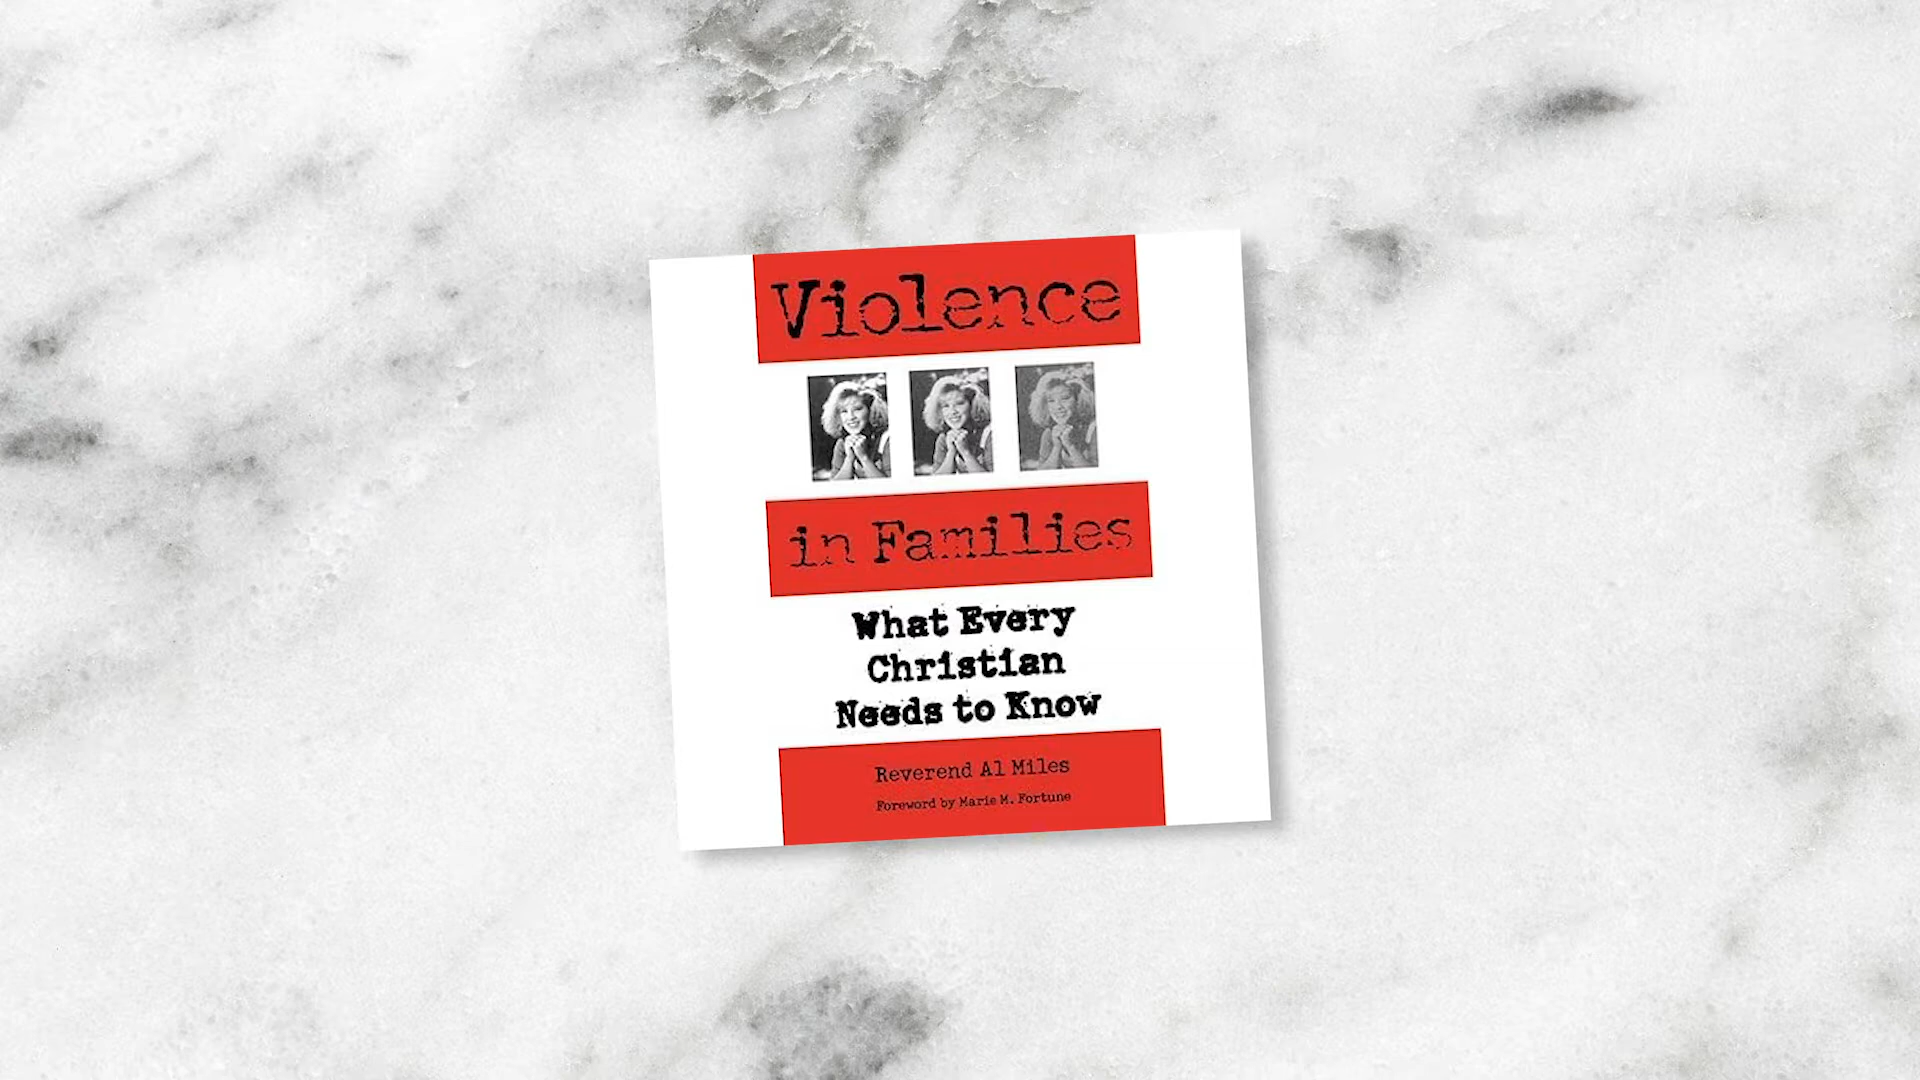 Violence
in Families
What Every
Christian
Needs to Know
Reverend Al Miles
Foreword by Marie M. Fortune